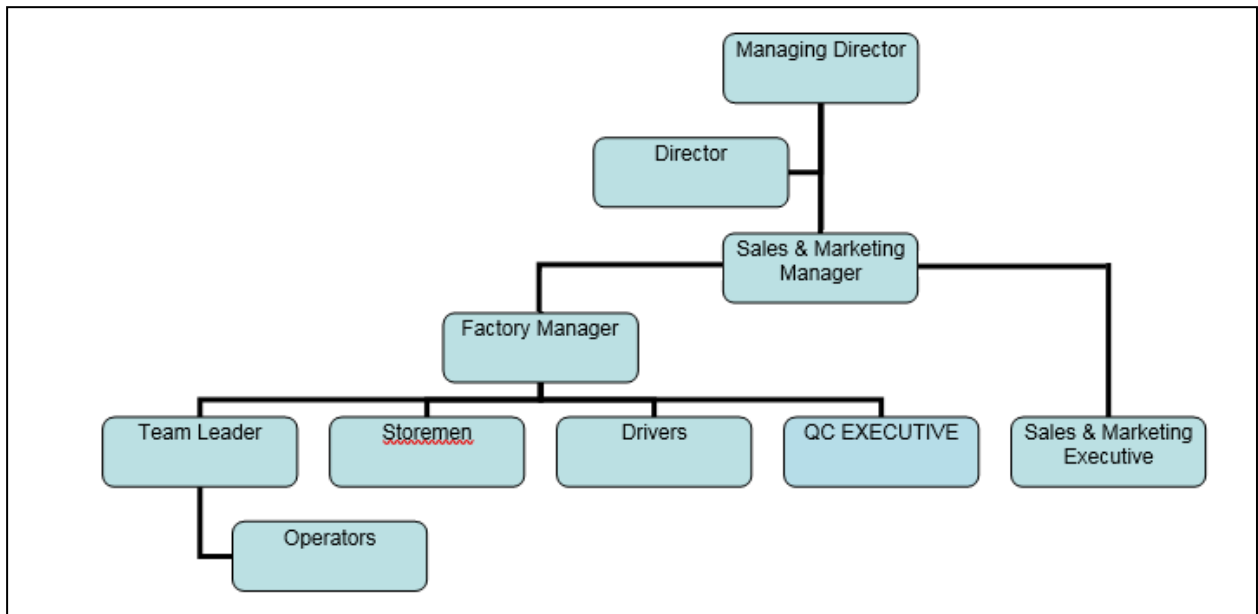 Managing Director
Director
Sales & Marketing
Manager
Factory Manager
Team Leader
Storemen
Drivers
QC EXECUTIVE
Sales & Marketing
Executive
Operators